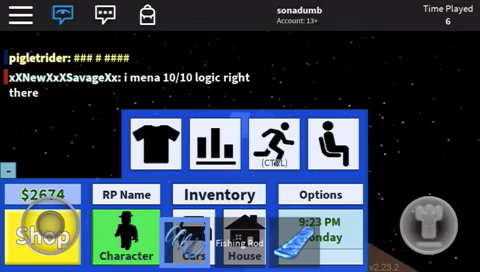 sonadumb
Account: 13+
Time Played
6
pigletrider: ### # ####
xXNewXxXSavageXx: i mena 10/10 logic right
there
(CTRL)
-
$2674
RP Name
Inventory
Options
9:23 PM
Monday
Shop
Character
Cars
House
Fishing Rod
v2.23.2